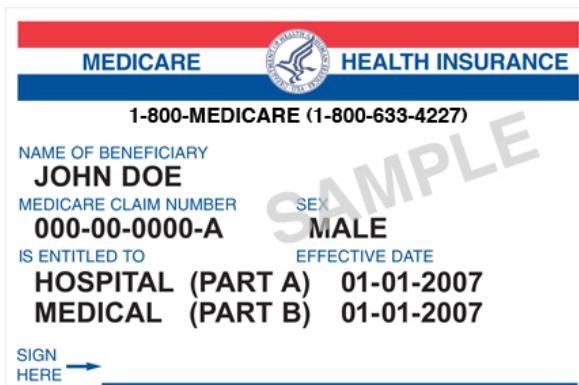 MEDICARE HEALTH INSURANCE
1-800-MEDICARE (1-800-633-4227)
SAMPLE
NAME OF BENEFICIARY
JOHN DOE
MEDICARE CLAIM NUMBER SEX
000-00-0000-A MALE
IS ENTITLED TO EFFECTIVE DATE
HOSPITAL (PART A) 01-01-2007
MEDICAL (PART B) 01-01-2007
SIGN
HERE